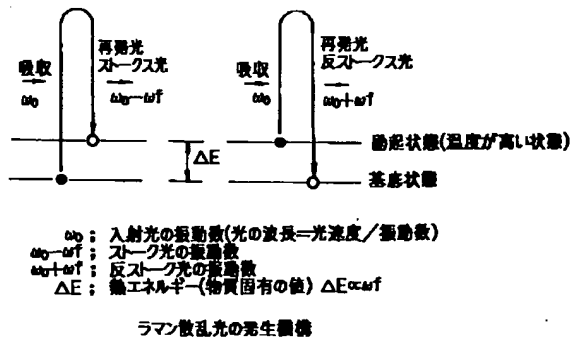 再発光
ストークス光
吸収
ω₀
ω₀−ωf
再発光
反ストークス光
吸収
ω₀
ω₀+ωf
励起状態(温度が高い状態)
ΔE
基底状態
ω₀; 入射光の振動数(光の波長=光速度/振動数)
ω₀−ωf; ストーク光の振動数
ω₀+ωf; 反ストーク光の振動数
ΔE; 熱エネルギー(物質固有の値) ΔE∝ωf
ラマン散乱光の発生機構